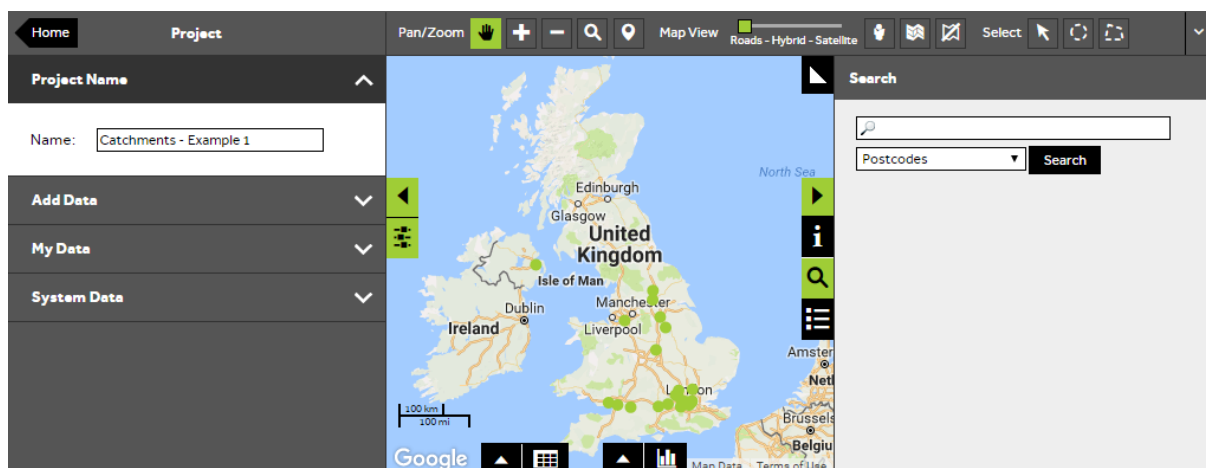 Home
Project
Pan/Zoom
Map View
Roads - Hybrid - Satellite
Select
Project Name
Name: Catchments - Example 1
Add Data
My Data
System Data
North Sea
Edinburgh
Glasgow
United
Kingdom
Isle of Man
Dublin
Manchester
Ireland
Liverpool
Amster
Netl
London
Brussels
Belgiu
100 km
100 mi
Google
Map Data
Terms of Use
Search
Postcodes
Search